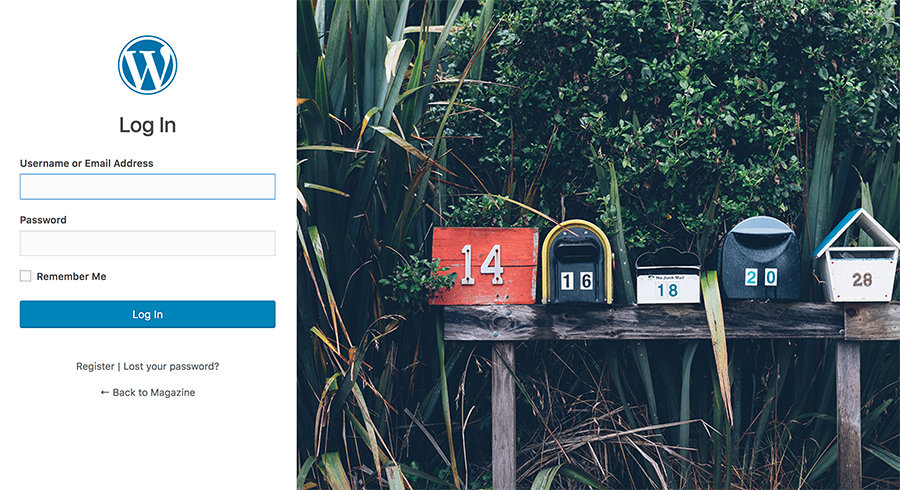 W
Log In
Username or Email Address
Password
Remember Me
Log In
Register | Lost your password?
← Back to Magazine
14
16
No Junk Mail
18
20
28